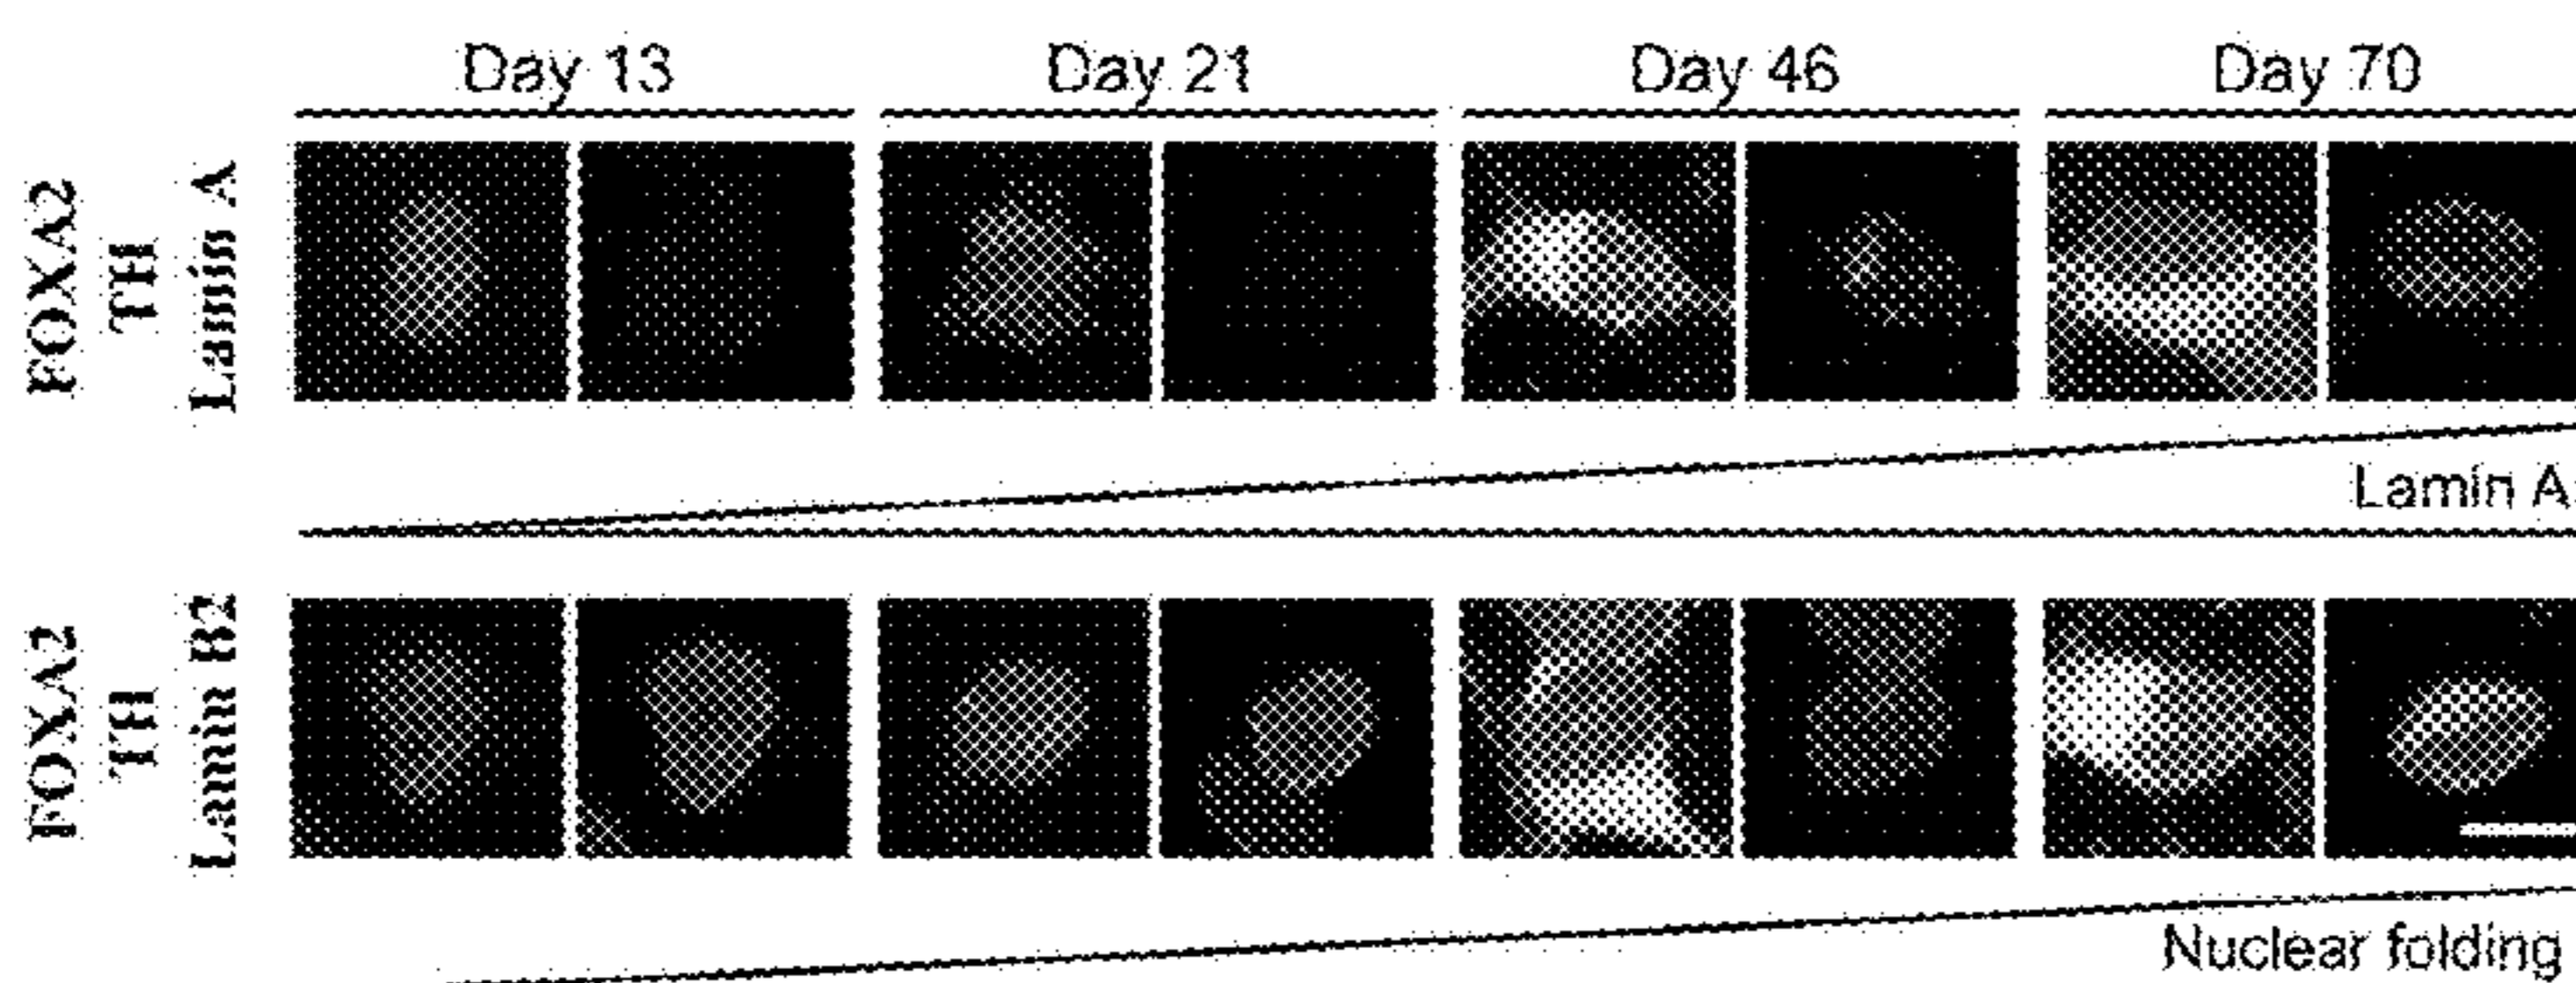 Day 13 Day 21 Day 46 Day 70
FOXA2
TH
Lamin A
Lamin A:
FOXA2
TH
Lamin B2
Nuclear folding